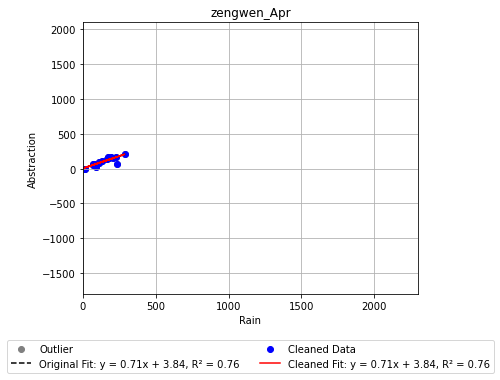 zengwen_Apr
2000
1500
1000
500
0
−500
−1000
−1500
Abstraction
0 500 1000 1500 2000
Rain
Outlier Cleaned Data
Original Fit: y = 0.71x + 3.84, R² = 0.76 Cleaned Fit: y = 0.71x + 3.84, R² = 0.76